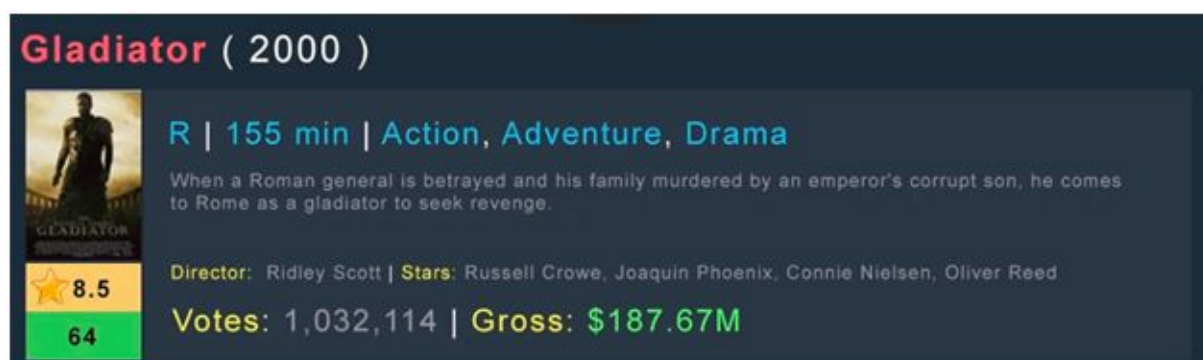 Gladiator ( 2000 )
R | 155 min | Action, Adventure, Drama
When a Roman general is betrayed and his family murdered by an emperor's corrupt son, he comes
to Rome as a gladiator to seek revenge.
GLADIATOR
Director: Ridley Scott | Stars: Russell Crowe, Joaquin Phoenix, Connie Nielsen, Oliver Reed
8.5
Votes: 1,032,114 | Gross: $187.67M
64